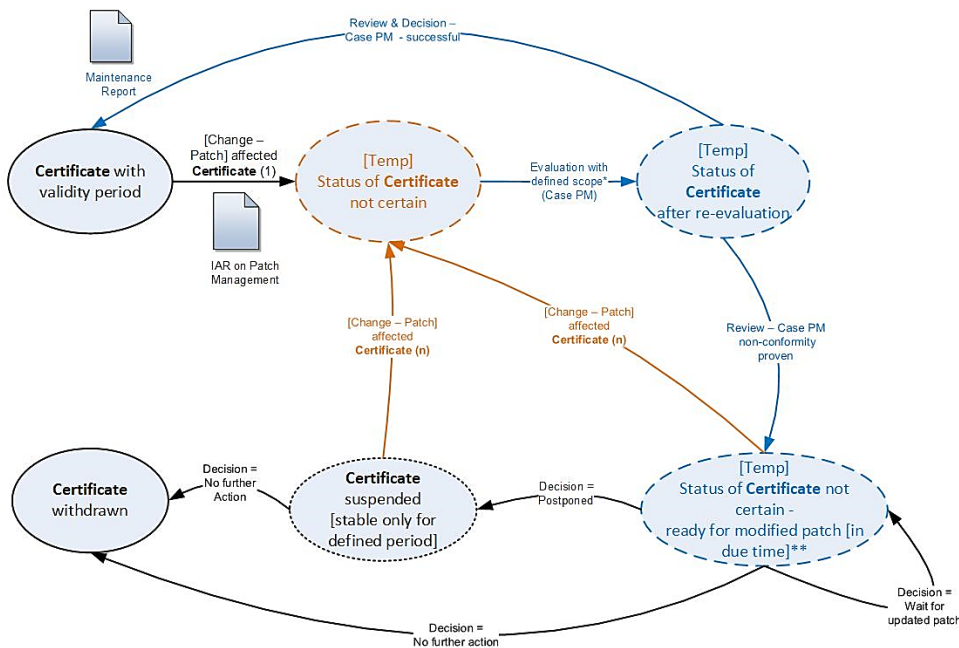 Review & Decision –
Case PM - successful
Maintenance
Report
Certificate with
validity period
[Change –
Patch] affected
Certificate (1)
IAR on Patch
Management
[Temp]
Status of Certificate
not certain
Evaluation with
defined scope*
(Case PM)
[Temp]
Status of
Certificate
after re-evaluation
[Change – Patch]
affected
Certificate (n)
[Change – Patch]
affected
Certificate (n)
Review – Case PM
non-conformity
proven
Certificate
withdrawn
Decision =
No further
Action
Certificate
suspended
[stable only for
defined period]
Decision =
Postponed
[Temp]
Status of Certificate not
certain -
ready for modified patch [in
due time]**
Decision =
Wait for
updated patch
Decision =
No further action